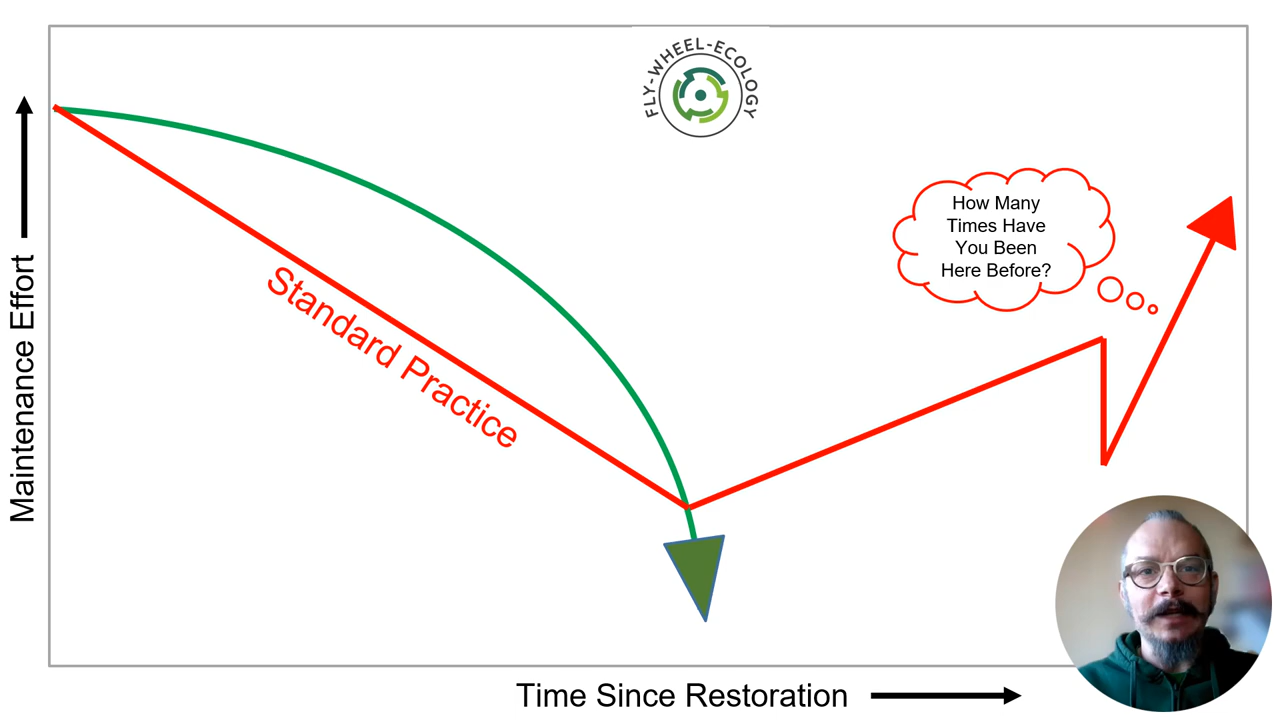 FLY-WHEEL-ECOLOGY
How Many
Times Have
You Been
Here Before?
Standard Practice
Maintenance Effort
Time Since Restoration